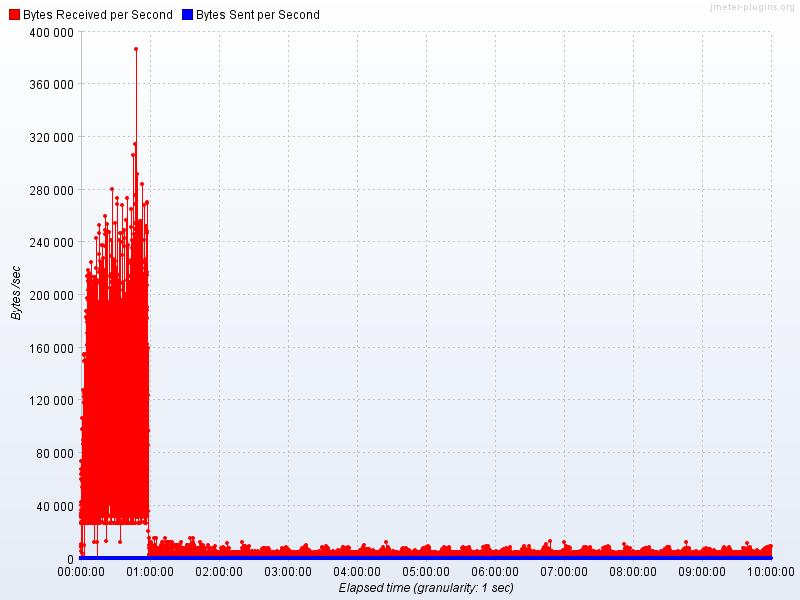 jmeter-plugins.org
Bytes Received per Second Bytes Sent per Second
400 000
360 000
320 000
280 000
240 000
200 000
160 000
120 000
80 000
40 000
0
Bytes /sec
00:00:00 01:00:00 02:00:00 03:00:00 04:00:00 05:00:00 06:00:00 07:00:00 08:00:00 09:00:00 10:00:00
Elapsed time (granularity: 1 sec)